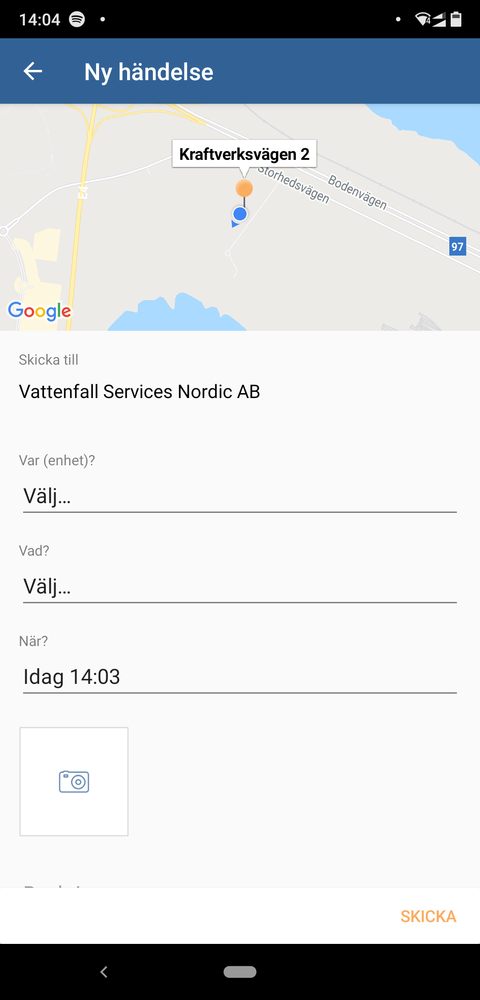 14:04
4
Ny händelse
Kraftverksvägen 2
Storhedsvägen
Bodenvägen
E4
97
Google
Skicka till
Vattenfall Services Nordic AB
Var (enhet)?
Välj...
Vad?
Välj...
När?
Idag 14:03
SKICKA